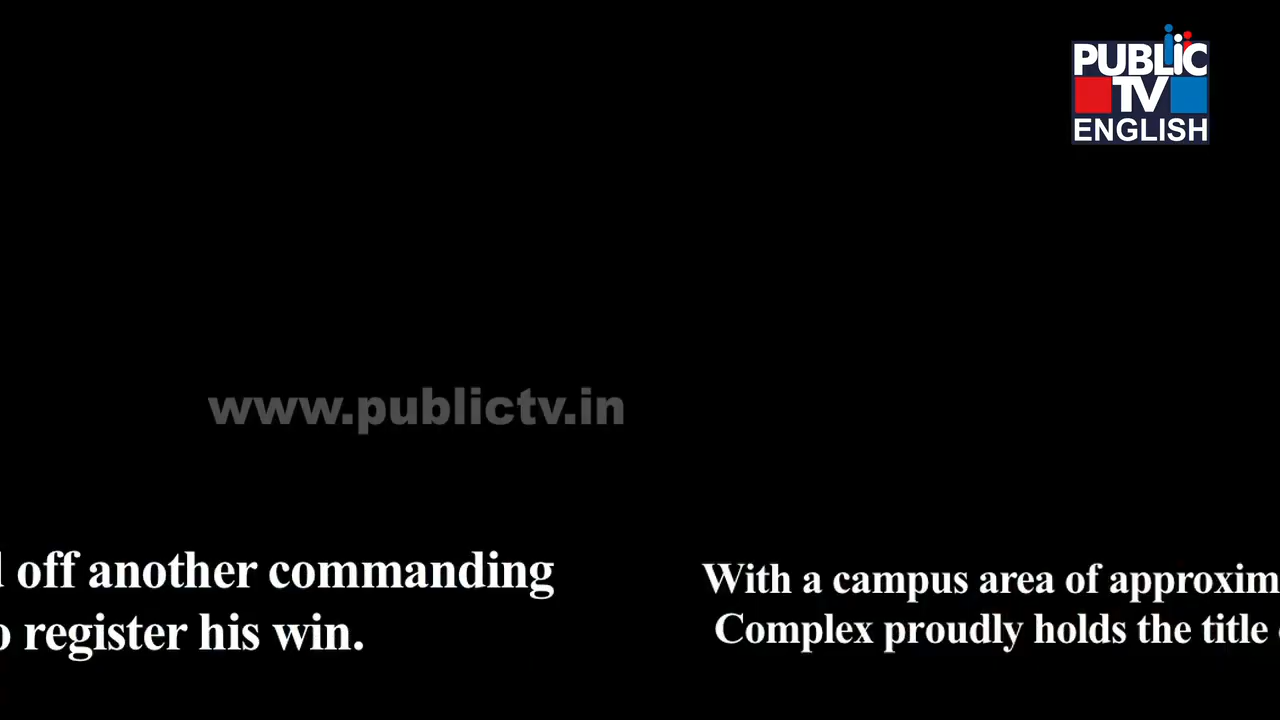 PUBLIC
TV
ENGLISH
www.publictv.in
off another commanding
register his win.
With a campus area of
Complex proudly holds the title